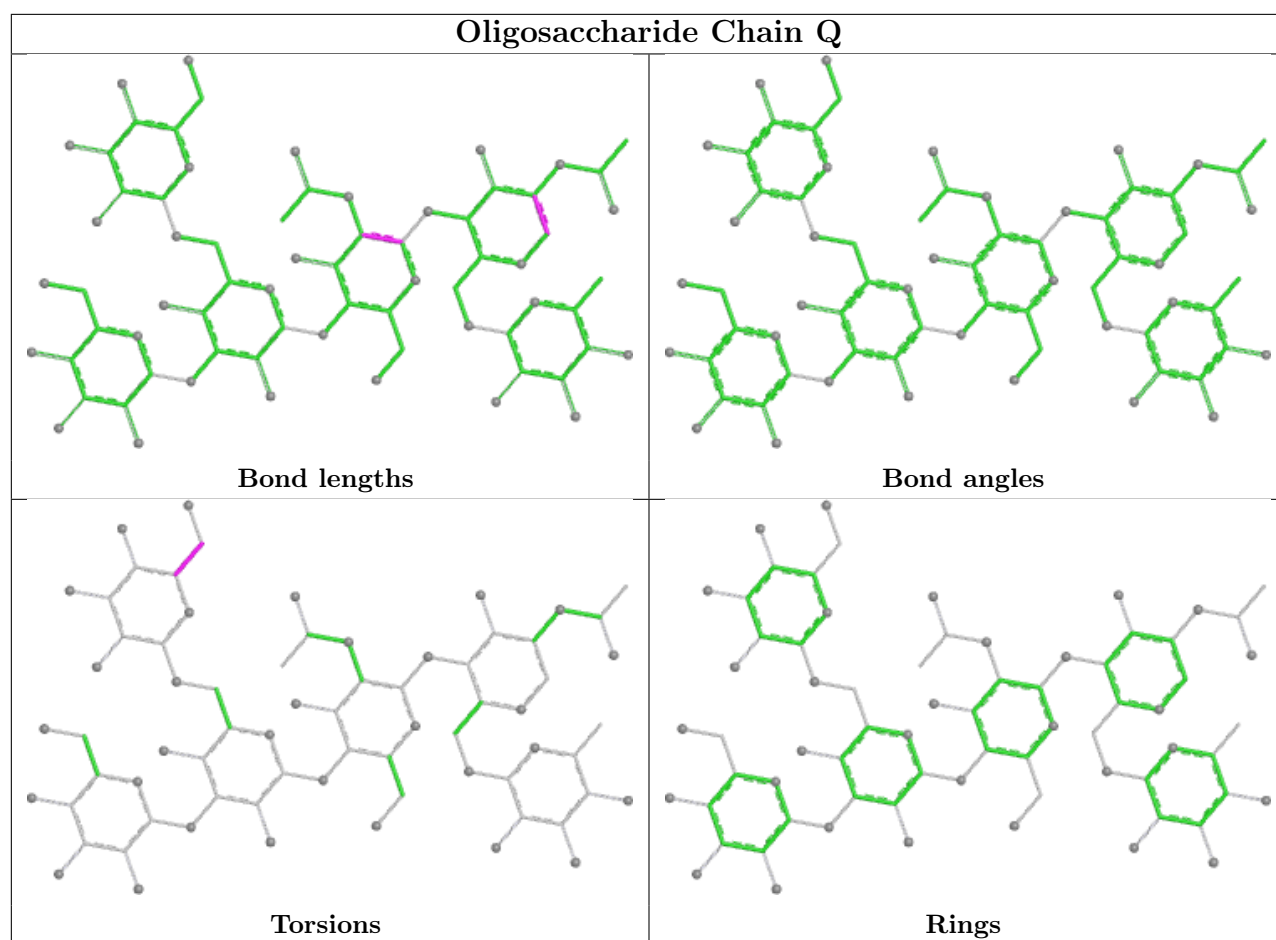 Oligosaccharide Chain Q
Bond lengths
Bond angles
Torsions
Rings